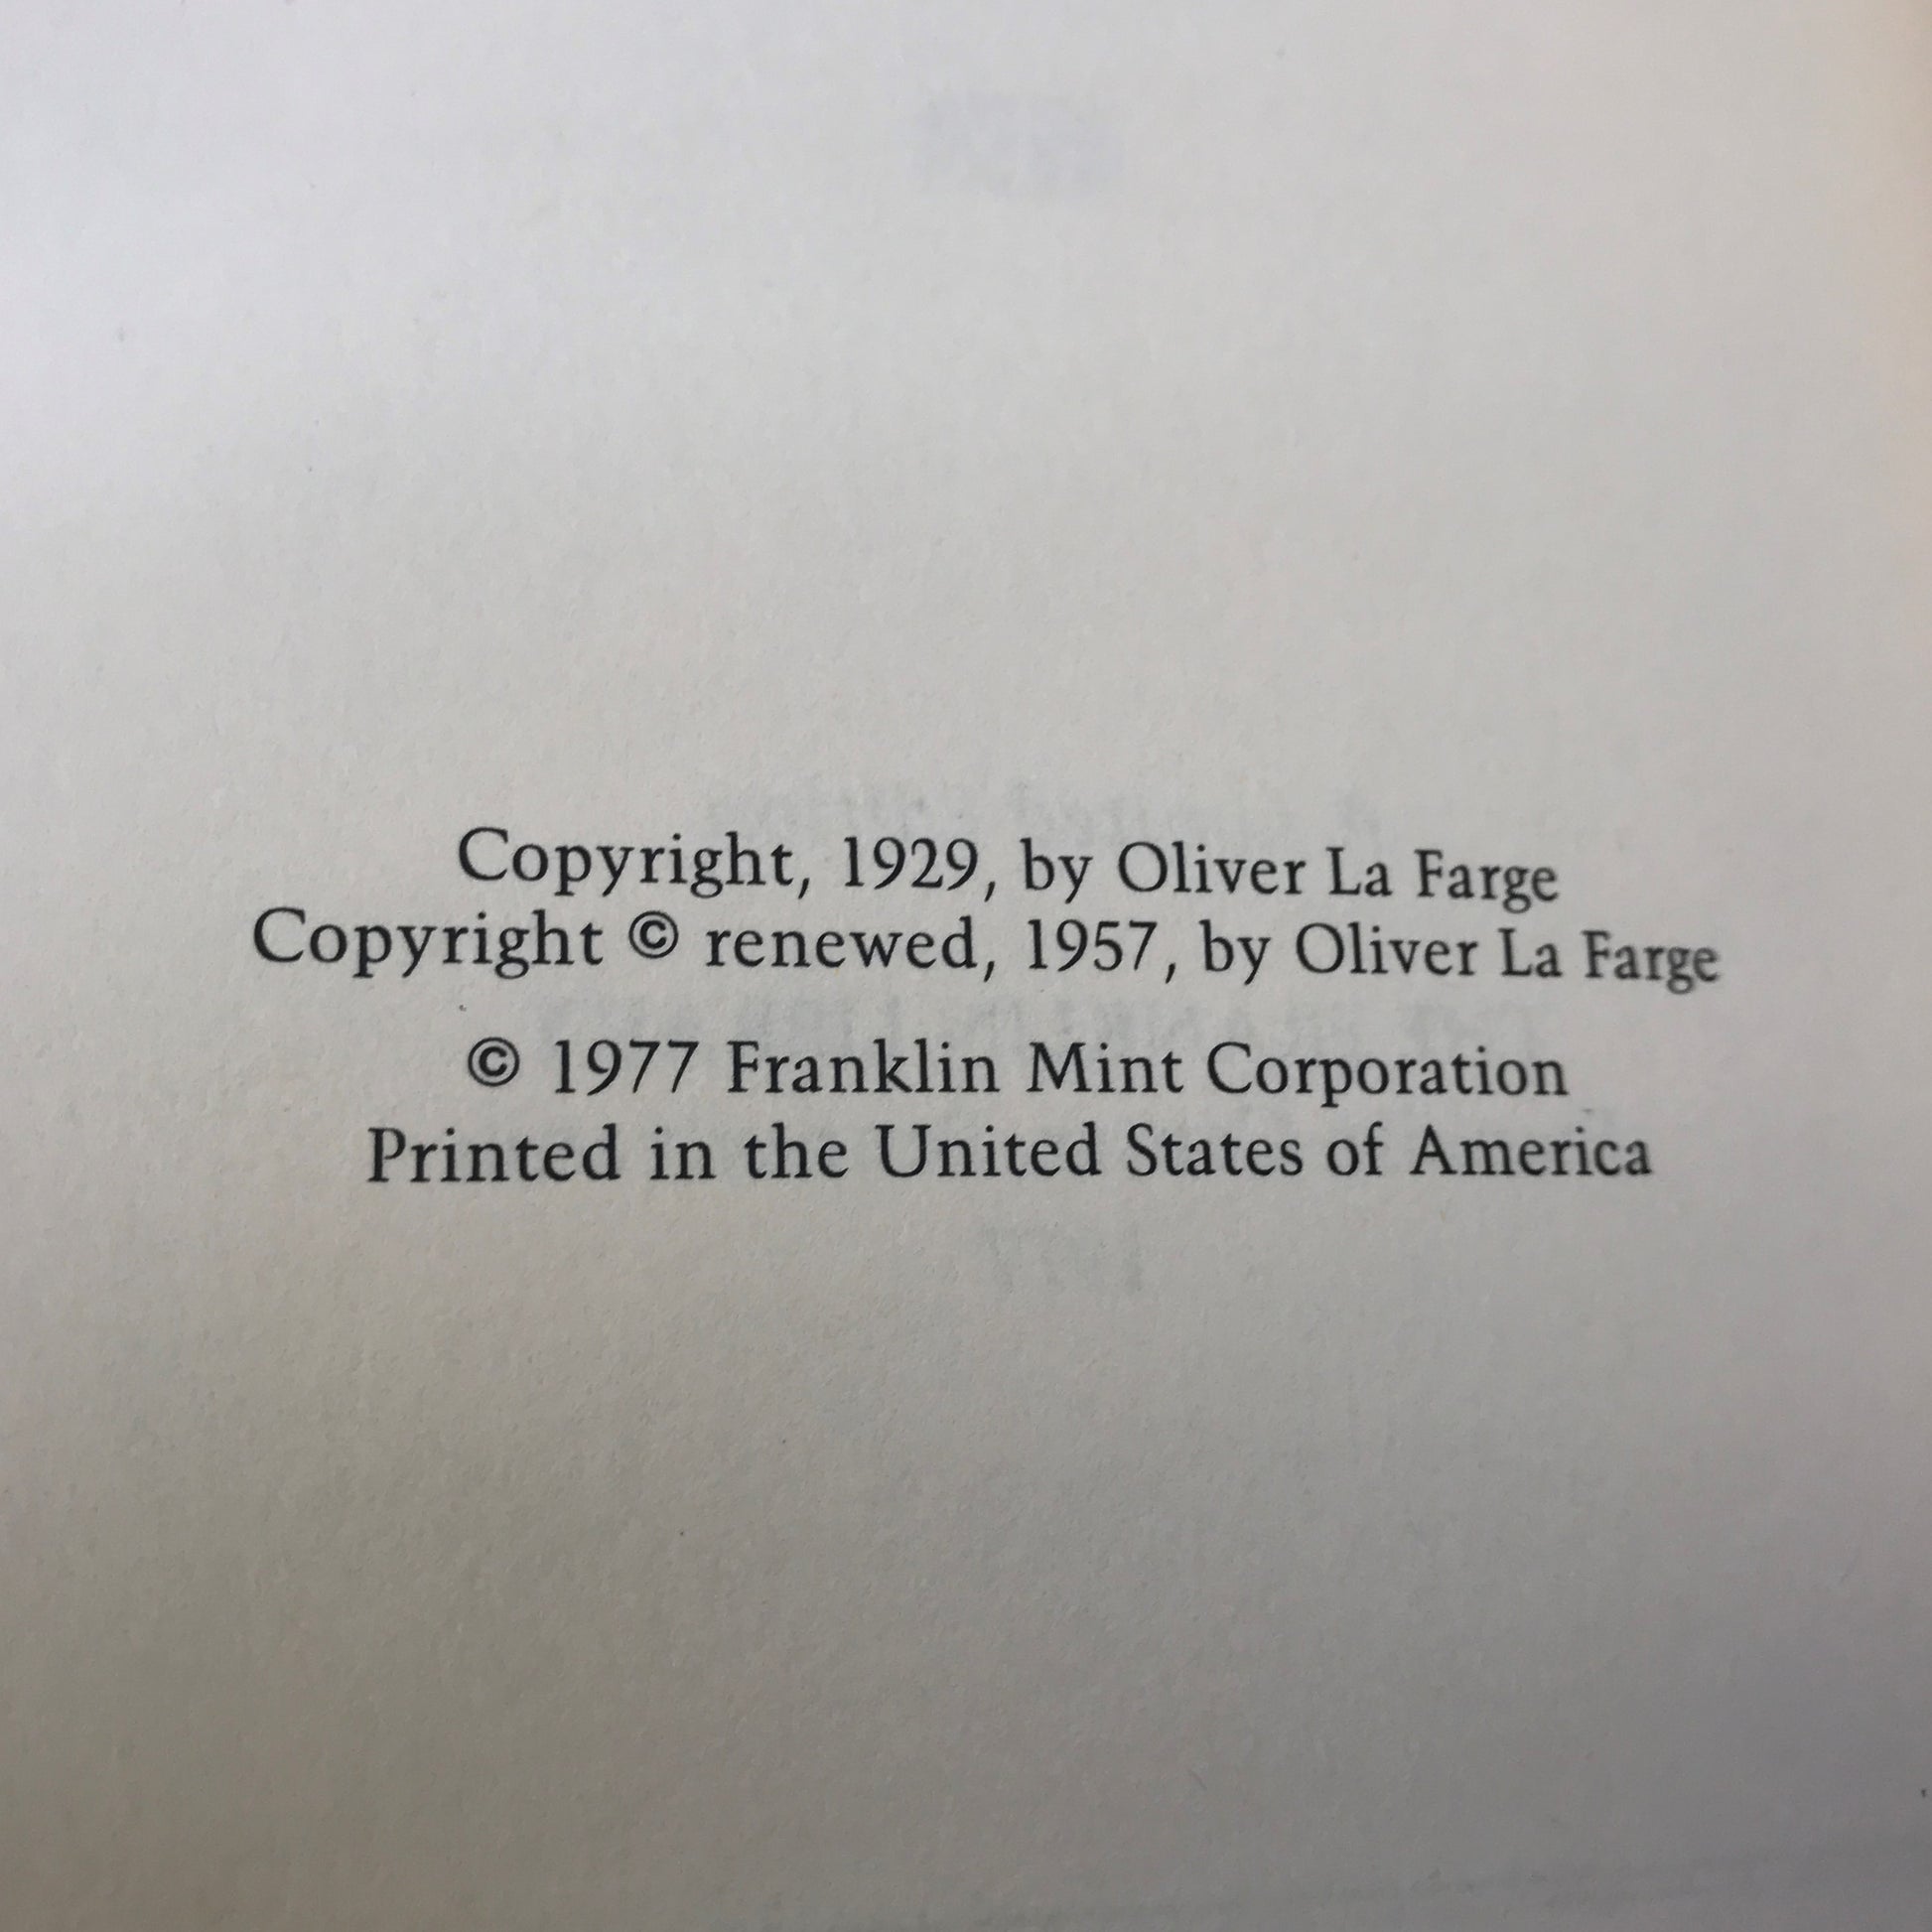 Copyright, 1929, by Oliver La Farge
Copyright © renewed, 1957, by Oliver La Farge
© 1977 Franklin Mint Corporation
Printed in the United States of America